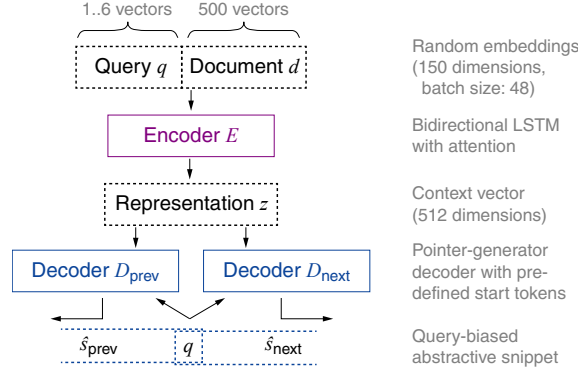 1..6 vectors 500 vectors
Query q Document d
Random embeddings
(150 dimensions,
batch size: 48)
Encoder E
Bidirectional LSTM
with attention
Representation z
Context vector
(512 dimensions)
Decoder Dprev Decoder Dnext
Pointer-generator
decoder with pre-
defined start tokens
ŝprev q ŝnext
Query-biased
abstractive snippet